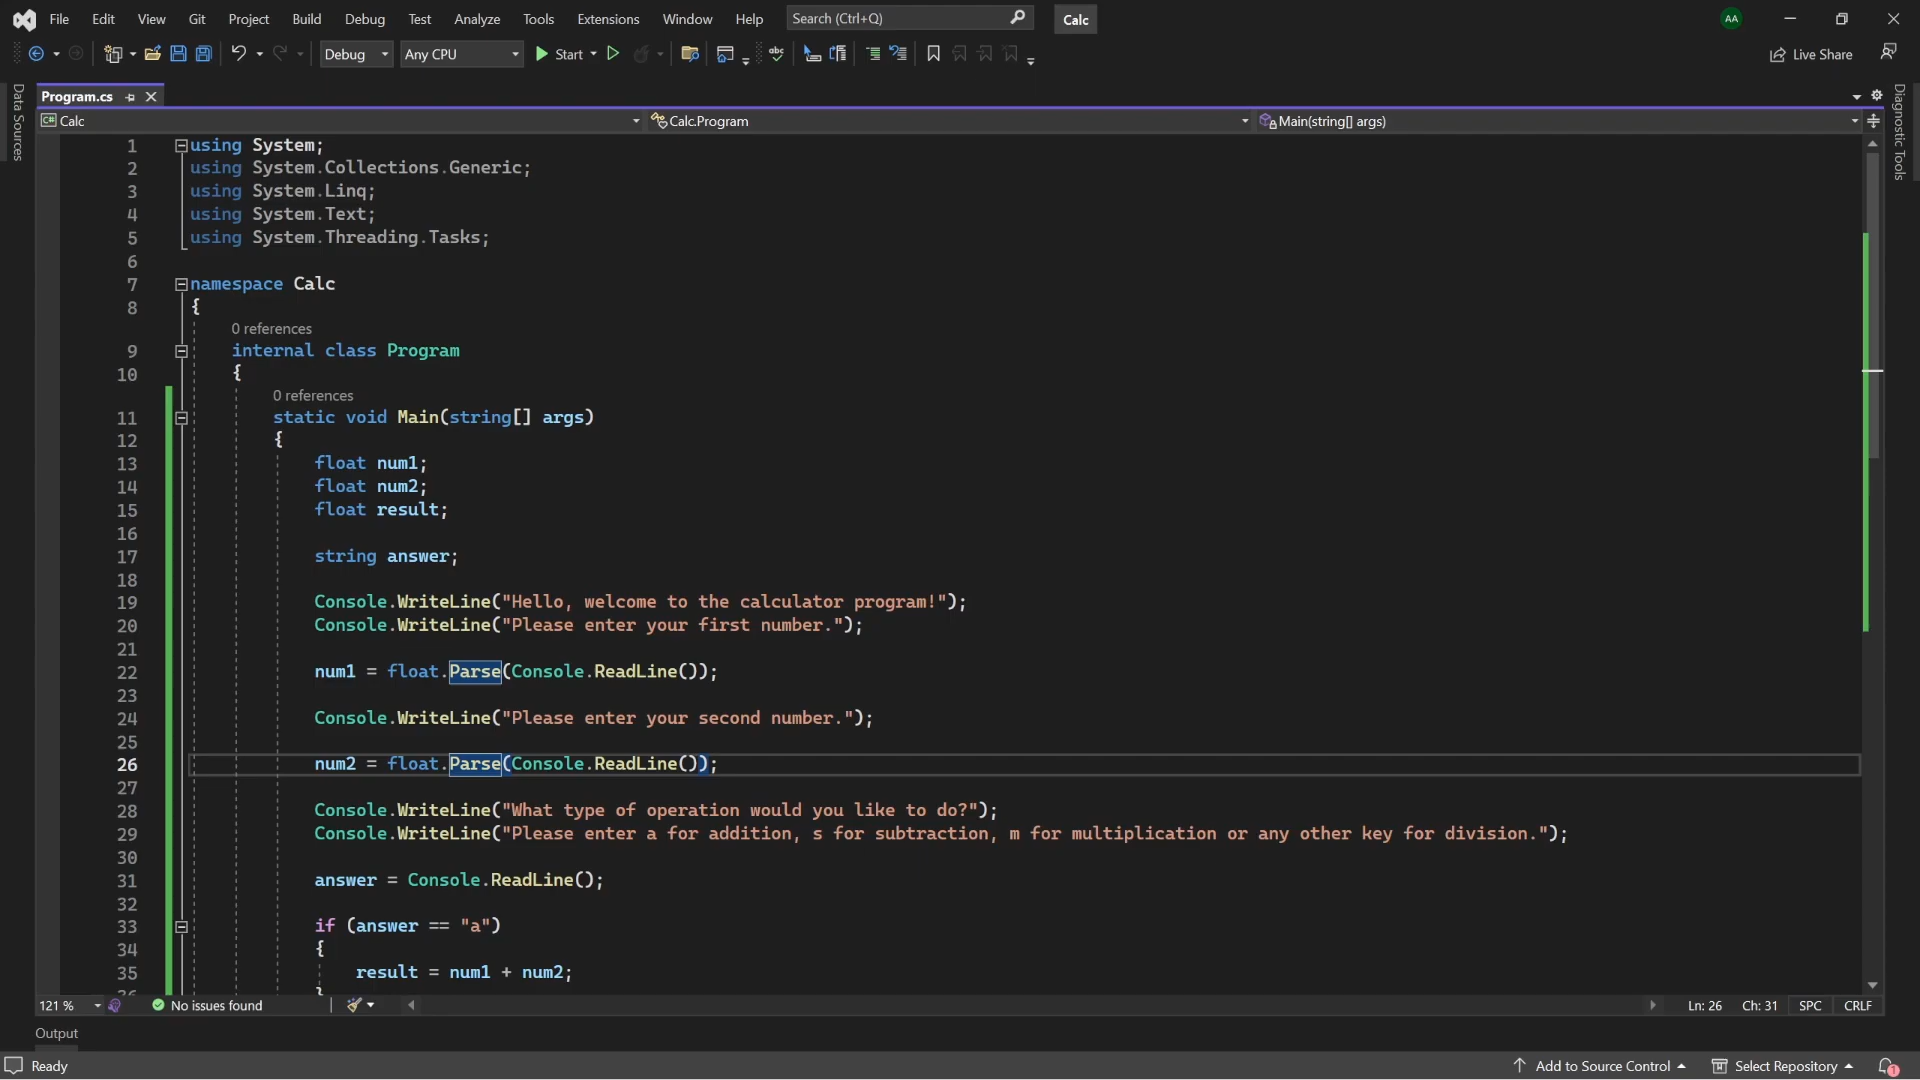 File Edit View Git Project Build Debug Test Analyze Tools Extensions Window Help Search (Ctrl+Q) Calc AA
Debug Any CPU Start abc Live Share
Data Sources
Program.cs
Calc Calc.Program Main(string[] args)
Diagnostic Tools
1 using System;
2 using System.Collections.Generic;
3 using System.Linq;
4 using System.Text;
5 using System.Threading.Tasks;
6
7 namespace Calc
8 {
0 references
9 internal class Program
10 {
0 references
11 static void Main(string[] args)
12 {
13 float num1;
14 float num2;
15 float result;
16
17 string answer;
18
19 Console.WriteLine("Hello, welcome to the calculator program!");
20 Console.WriteLine("Please enter your first number.");
21
22 num1 = float.Parse(Console.ReadLine());
23
24 Console.WriteLine("Please enter your second number.");
25
26 num2 = float.Parse(Console.ReadLine());
27
28 Console.WriteLine("What type of operation would you like to do?");
29 Console.WriteLine("Please enter a for addition, s for subtraction, m for multiplication or any other key for division.");
30
31 answer = Console.ReadLine();
32
33 if (answer == "a")
34 {
35 result = num1 + num2;
36 }
121 % No issues found Ln: 26 Ch: 31 SPC CRLF
Output
Ready Add to Source Control Select Repository 1